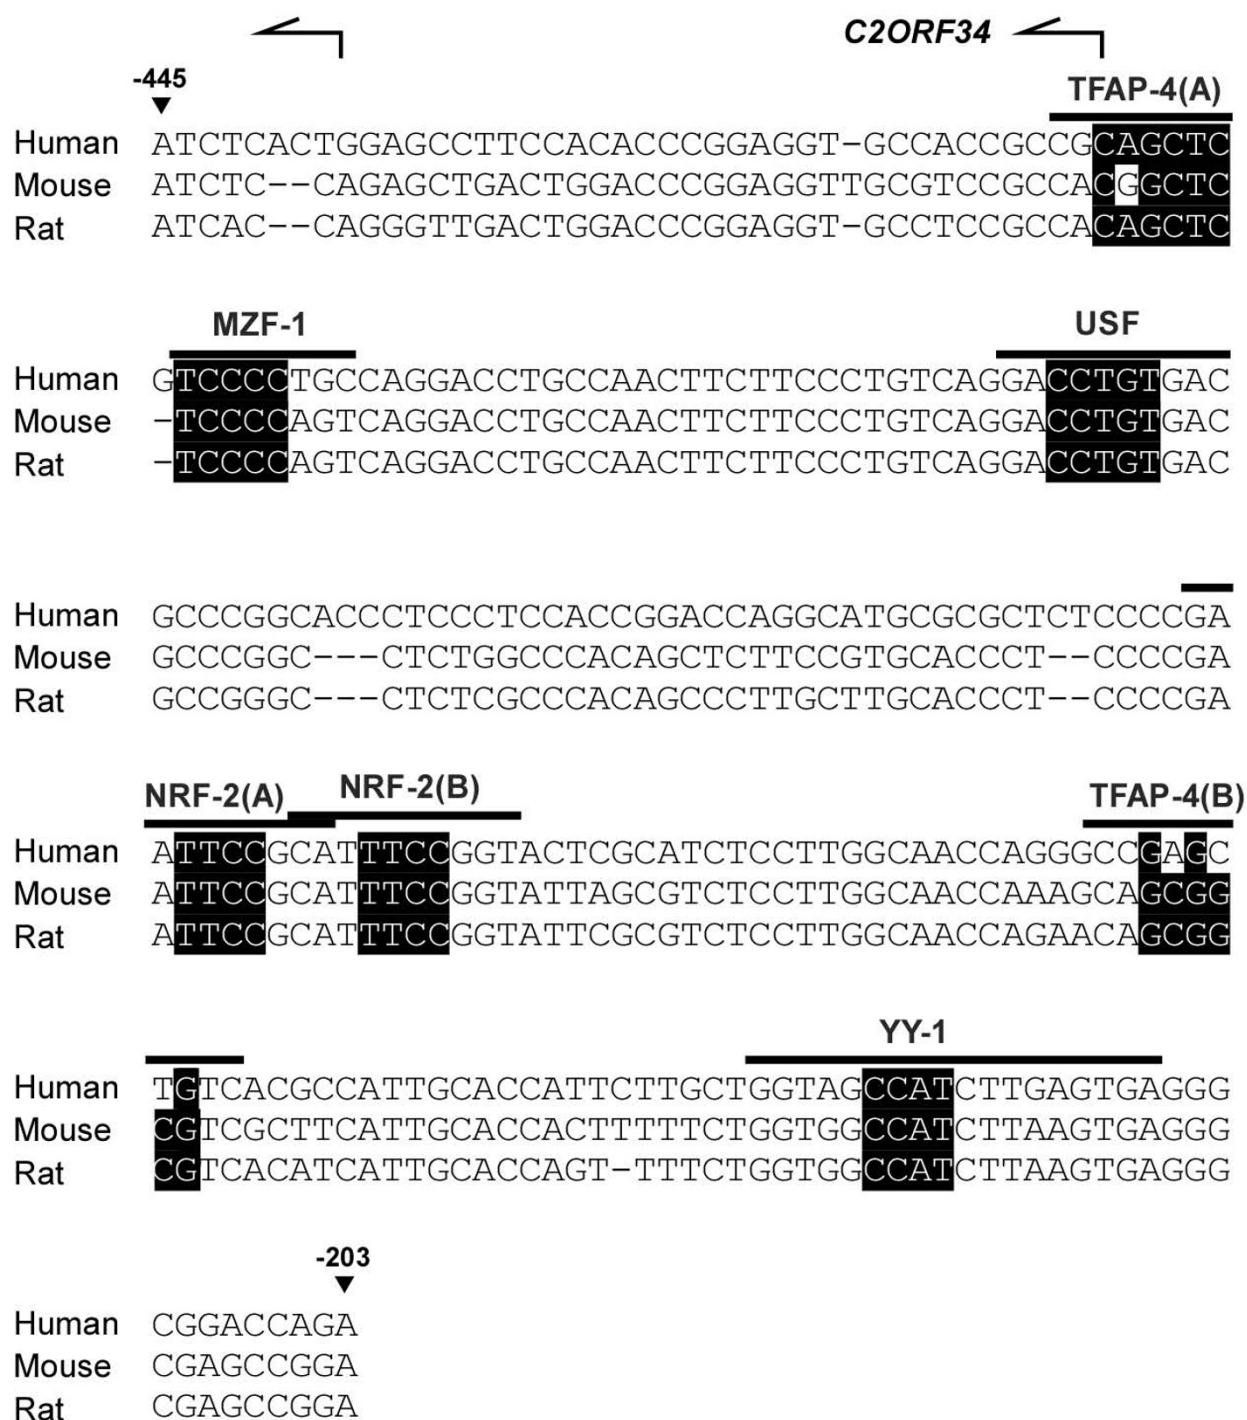 C2ORF34
-445
TFAP-4(A)
Human ATCTCACTGGAGCCTTCCACACCCGGAGGT-GCCACCGCCGCAGCTC
Mouse ATCTC--CAGAGCTGACTGGACCCGGAGGTTGCGTCCGCCACGGCTC
Rat ATCAC--CAGGGTTGACTGGACCCGGAGGT-GCCTCCGCCACAGCTC
MZF-1 USF
Human GTCCCCTGCCAGGACCTGCCAACTTCTTCCCTGTCAGGACCTGTGAC
Mouse -TCCCCAGTCAGGACCTGCCAACTTCTTCCCTGTCAGGACCTGTGAC
Rat -TCCCCAGTCAGGACCTGCCAACTTCTTCCCTGTCAGGACCTGTGAC
Human GCCCGGCACCCTCCCTCCACCGGACCAGGCATGCGCGCTCTCCCCGA
Mouse GCCCGGC---CTCTGGCCCACAGCTCTTCCGTGCACCCT--CCCCGA
Rat GCCGGGC---CTCTCGCCCACAGCCCTTGCTTGCACCCT--CCCCGA
NRF-2(A) NRF-2(B) TFAP-4(B)
Human ATTCCGCATTTCCGGTACTCGCATCTCCTTGGCAACCAGGGCCGAGC
Mouse ATTCCGCATTTCCGGTATTAGCGTCTCCTTGGCAACCAAAGCAGCGG
Rat ATTCCGCATTTCCGGTATTCGCGTCTCCTTGGCAACCAGAACAGCGG
YY-1
Human TGTCACGCCATTGCACCATTCTTGCTGGTAGCCATCTTGAGTGAGGG
Mouse CGTCGCTTCATTGCACCACTTTTTCTGGTGGCCATCTTAAGTGAGGG
Rat CGTCACATCATTGCACCAGT-TTTCTGGTGGCCATCTTAAGTGAGGG
-203
Human CGGACCAGA
Mouse CGAGCCGGA
Rat CGAGCCGGA